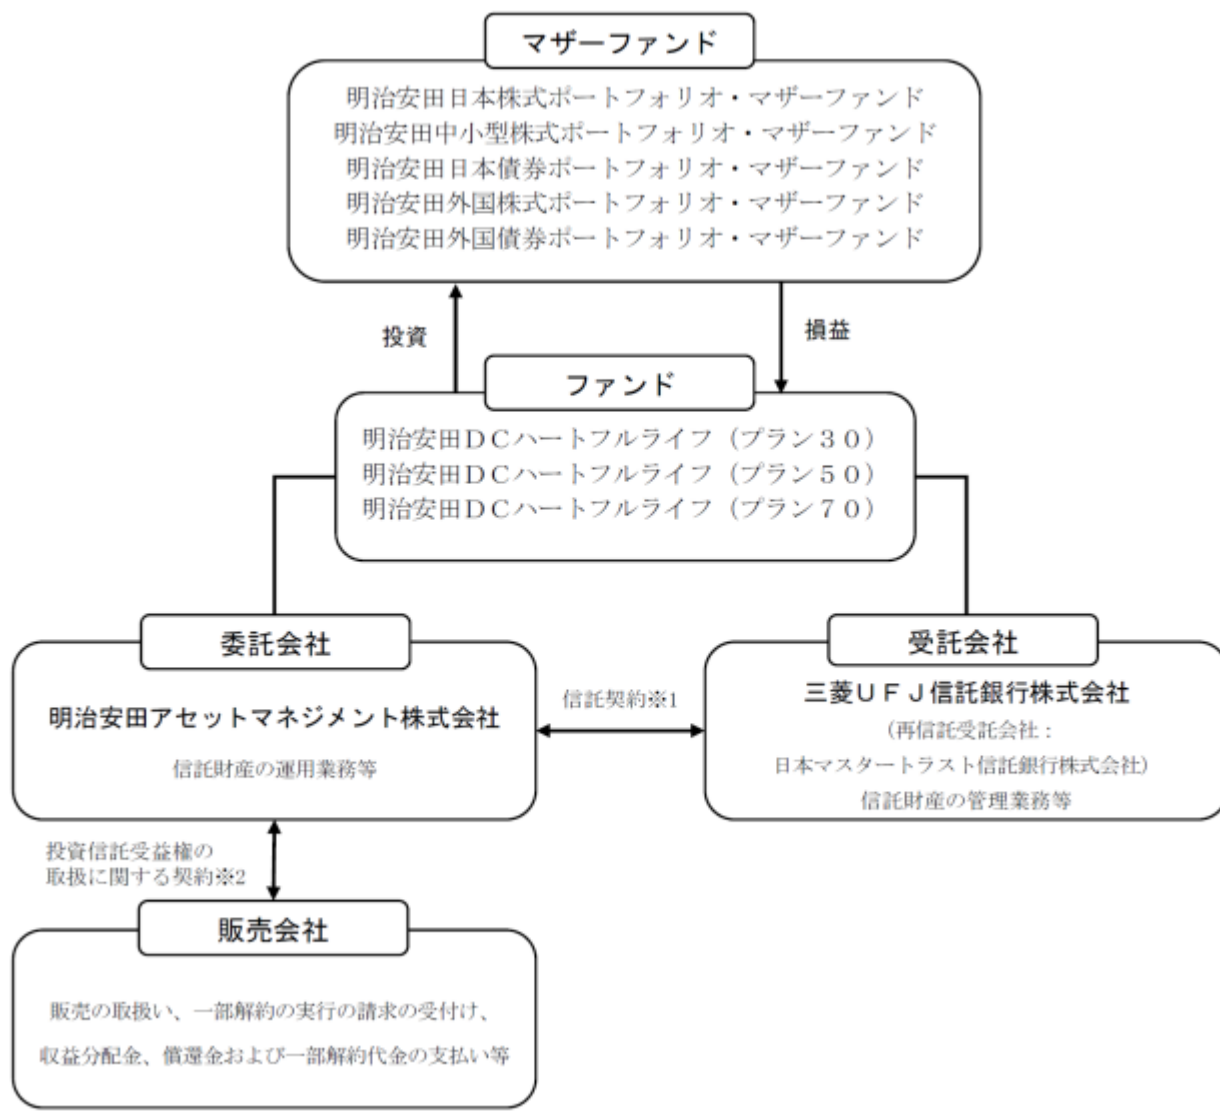 マザーファンド
明治安田日本株式ポートフォリオ・マザーファンド
明治安田中小型株式ポートフォリオ・マザーファンド
明治安田日本債券ポートフォリオ・マザーファンド
明治安田外国株式ポートフォリオ・マザーファンド
明治安田外国債券ポートフォリオ・マザーファンド
投資
損益
ファンド
明治安田ＤＣハートフルライフ（プラン３０）
明治安田ＤＣハートフルライフ（プラン５０）
明治安田ＤＣハートフルライフ（プラン７０）
委託会社
明治安田アセットマネジメント株式会社
信託財産の運用業務等
信託契約※1
受託会社
三菱ＵＦＪ信託銀行株式会社
（再信託受託会社：
日本マスタートラスト信託銀行株式会社）
信託財産の管理業務等
投資信託受益権の
取扱に関する契約※2
販売会社
販売の取扱い、一部解約の実行の請求の受付け、
収益分配金、償還金および一部解約代金の支払い等